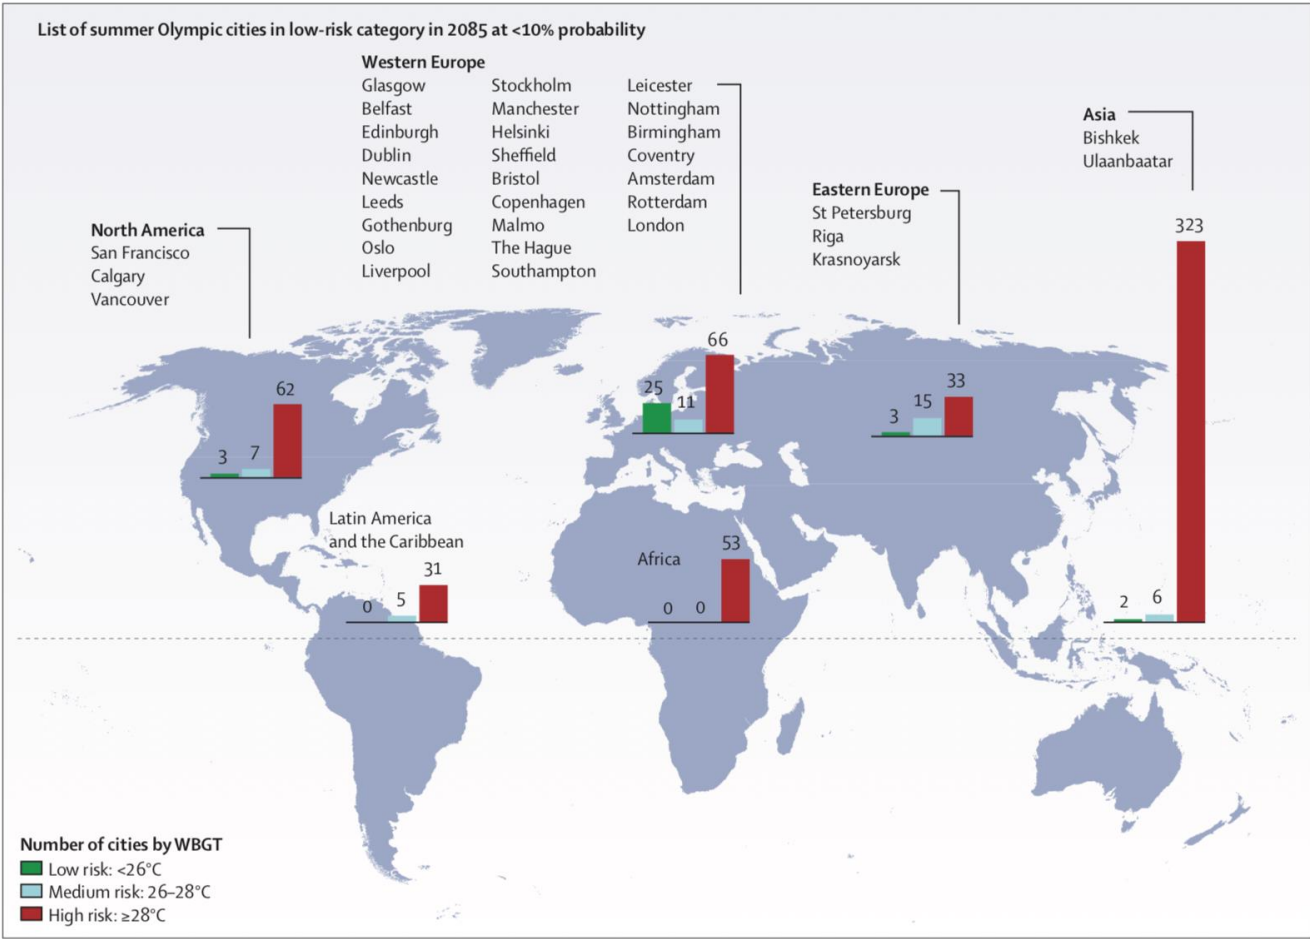 List of summer Olympic cities in low-risk category in 2085 at <10% probability
Western Europe
Glasgow
Belfast
Edinburgh
Dublin
Newcastle
Leeds
Gothenburg
Oslo
Liverpool
Stockholm
Manchester
Helsinki
Sheffield
Bristol
Copenhagen
Malmo
The Hague
Southampton
Leicester
Nottingham
Birmingham
Coventry
Amsterdam
Rotterdam
London
Asia
Bishkek
Ulaanbaatar
Eastern Europe
St Petersburg
Riga
Krasnoyarsk
North America
San Francisco
Calgary
Vancouver
323
66
25
11
62
3
7
33
15
3
Latin America
and the Caribbean
31
0
5
Africa
53
0
0
2
6
Number of cities by WBGT
Low risk: <26°C
Medium risk: 26–28°C
High risk: ≥28°C